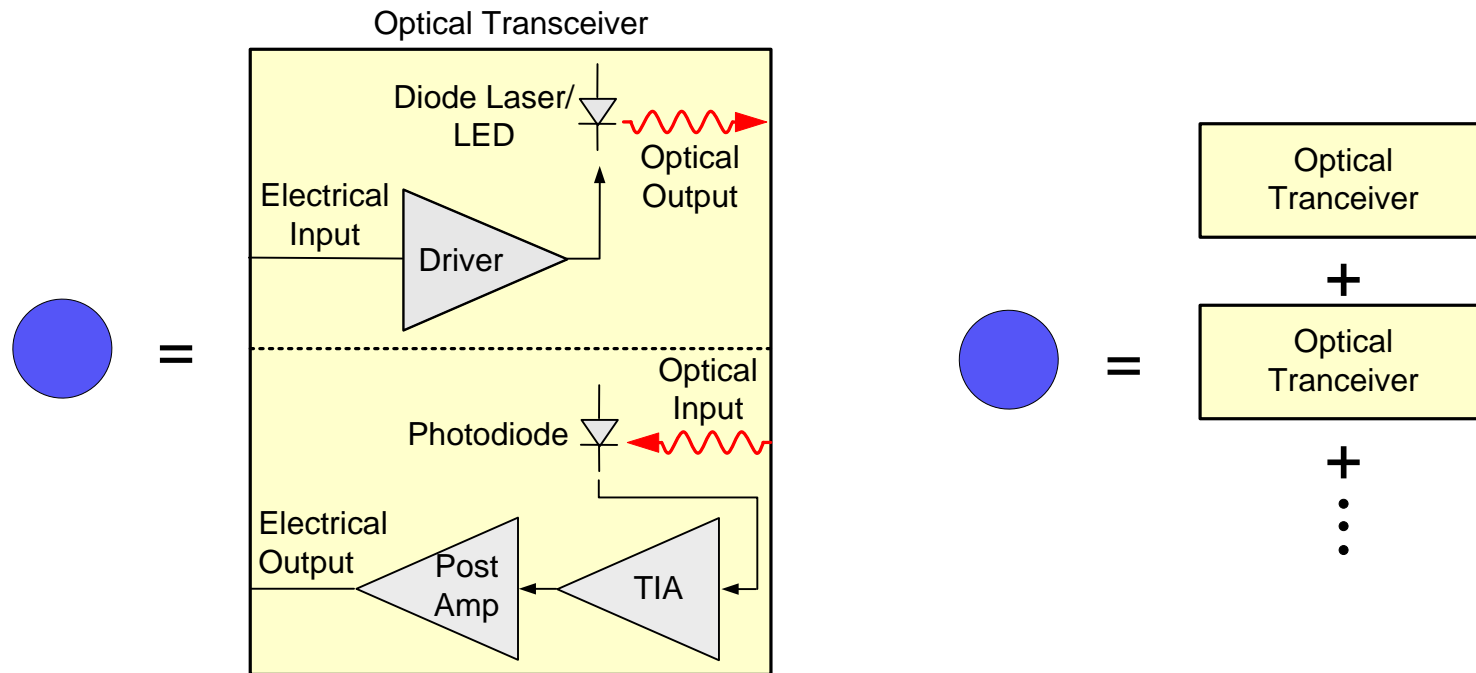 Optical Transceiver
Diode Laser/
LED
Optical
Output
Electrical
Input
Driver
=
Optical
Input
Photodiode
Electrical
Output
Post
Amp
TIA
Optical
Tranceiver
+
=
Optical
Tranceiver
+